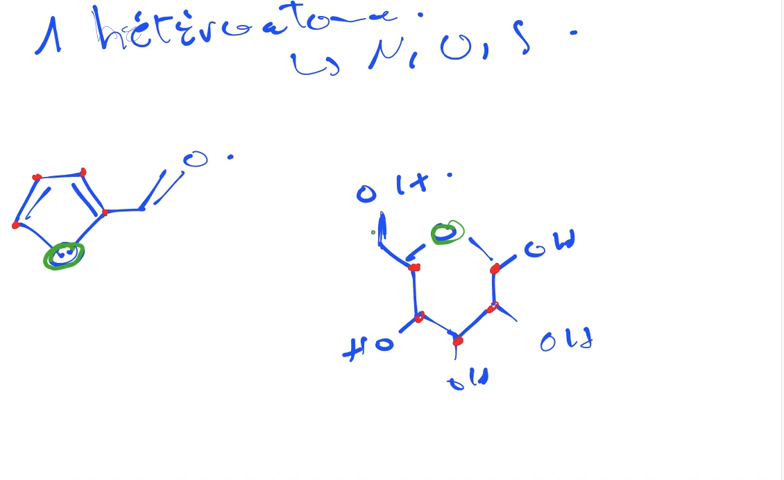 1 hétéroatome.
↳ N, O, S.
O.
OH.
O
OH
HO
OH
OH